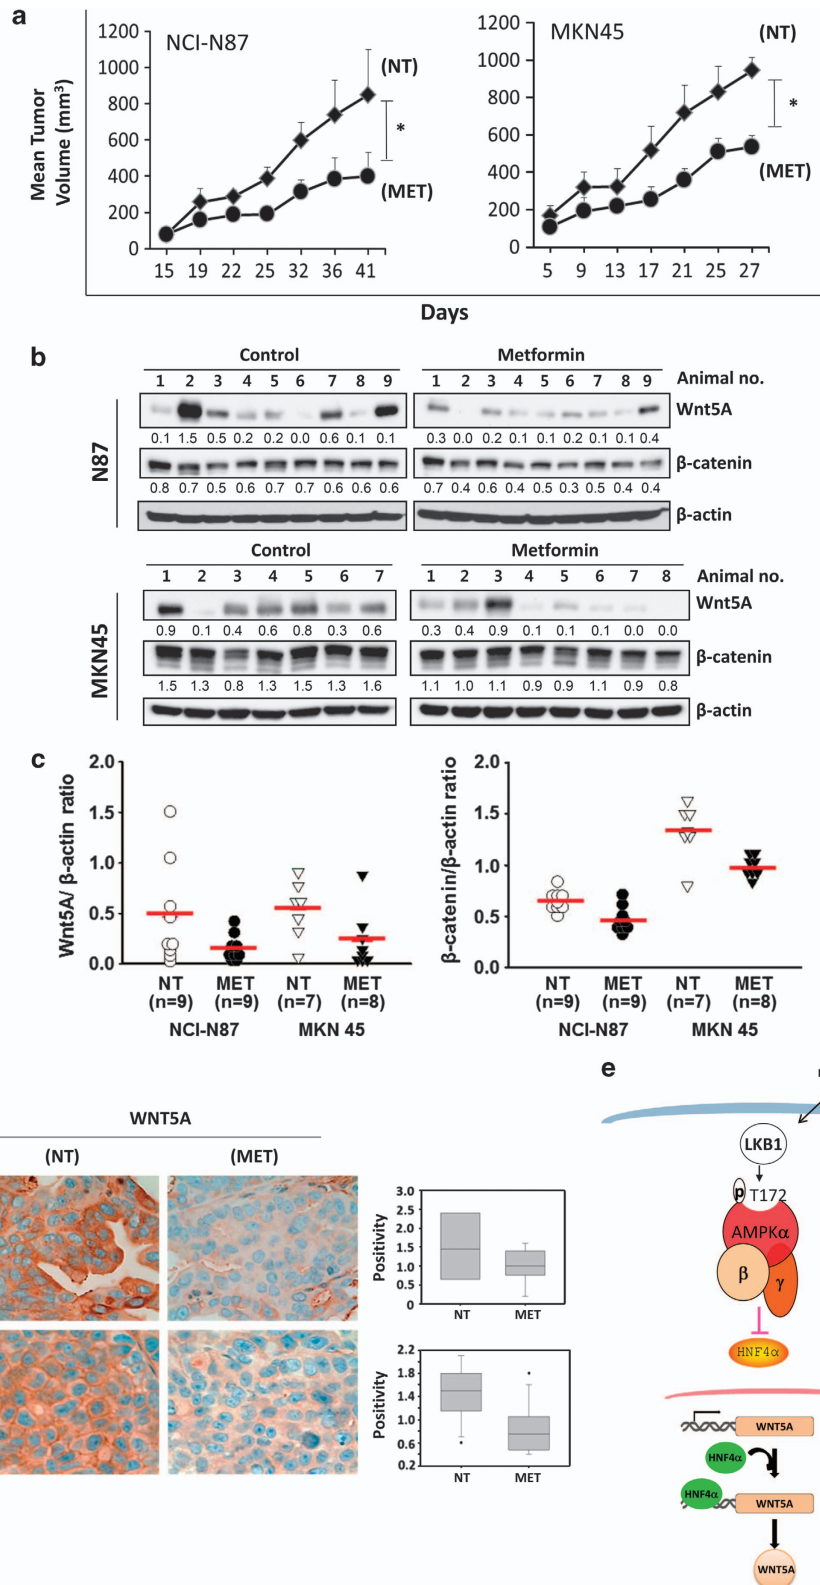 a
NCI-N87
(NT)
(MET)
*
1200
1000
800
600
400
200
0
15 19 22 25 32 36 41
Mean Tumor
Volume (mm³)
MKN45
(NT)
(MET)
*
1200
1000
800
600
400
200
0
5 9 13 17 21 25 27
Days
b
Control Metformin
1 2 3 4 5 6 7 8 9 1 2 3 4 5 6 7 8 9 Animal no.
Wnt5A
0.1 1.5 0.5 0.2 0.2 0.0 0.6 0.1 0.1 0.3 0.0 0.2 0.1 0.1 0.2 0.1 0.1 0.4
N87
β-catenin
0.8 0.7 0.5 0.6 0.7 0.7 0.6 0.6 0.6 0.7 0.4 0.6 0.4 0.5 0.3 0.5 0.4 0.4
β-actin
Control Metformin
1 2 3 4 5 6 7 1 2 3 4 5 6 7 8 Animal no.
Wnt5A
0.9 0.1 0.4 0.6 0.8 0.3 0.6 0.3 0.4 0.9 0.1 0.1 0.1 0.0 0.0
MKN45
β-catenin
1.5 1.3 0.8 1.3 1.5 1.3 1.6 1.1 1.0 1.1 0.9 0.9 1.1 0.9 0.8
β-actin
c
Wnt5A/ β-actin ratio
2.0
1.5
1.0
0.5
0.0
NT MET NT MET
(n=9) (n=9) (n=7) (n=8)
NCI-N87 MKN 45
β-catenin/β-actin ratio
2.0
1.5
1.0
0.5
0.0
NT MET NT MET
(n=9) (n=9) (n=7) (n=8)
NCI-N87 MKN 45
WNT5A
(NT) (MET)
Positivity
3.0
2.5
2.0
1.5
1.0
0.5
0
NT MET
Positivity
2.2
1.8
1.4
1.0
0.6
0.2
NT MET
e
LKB1
p T172
AMPKα
β γ
HNF4α
WNT5A
HNF4α
HNF4α WNT5A
WNT5A